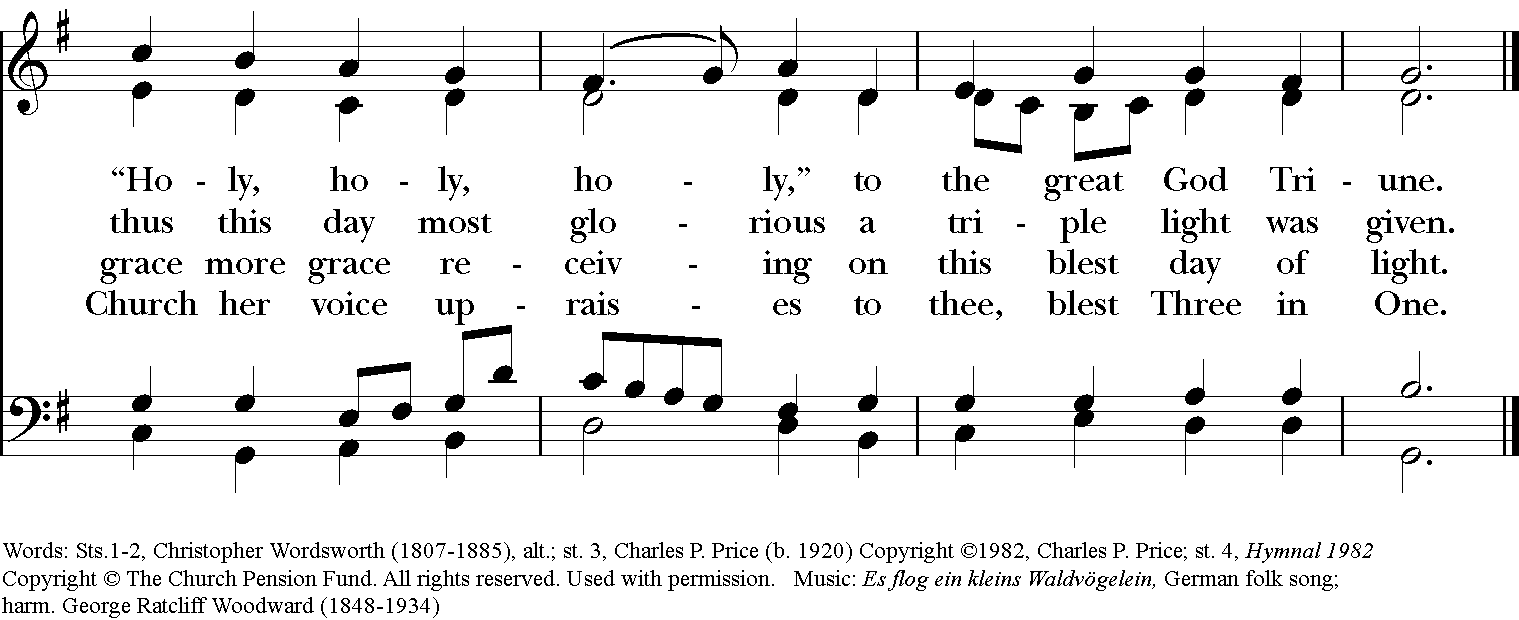 “Ho - ly, ho - ly, ho - ly,” to the great God Tri - une.
thus this day most glo - rious a tri - ple light was given.
grace more grace re - ceiv - ing on this blest day of light.
Church her voice up - rais - es to thee, blest Three in One.
Words: Sts.1-2, Christopher Wordsworth (1807-1885), alt.; st. 3, Charles P. Price (b. 1920) Copyright ©1982, Charles P. Price; st. 4, Hymnal 1982
Copyright © The Church Pension Fund. All rights reserved. Used with permission. Music: Es flog ein kleins Waldvögelein, German folk song;
harm. George Ratcliff Woodward (1848-1934)